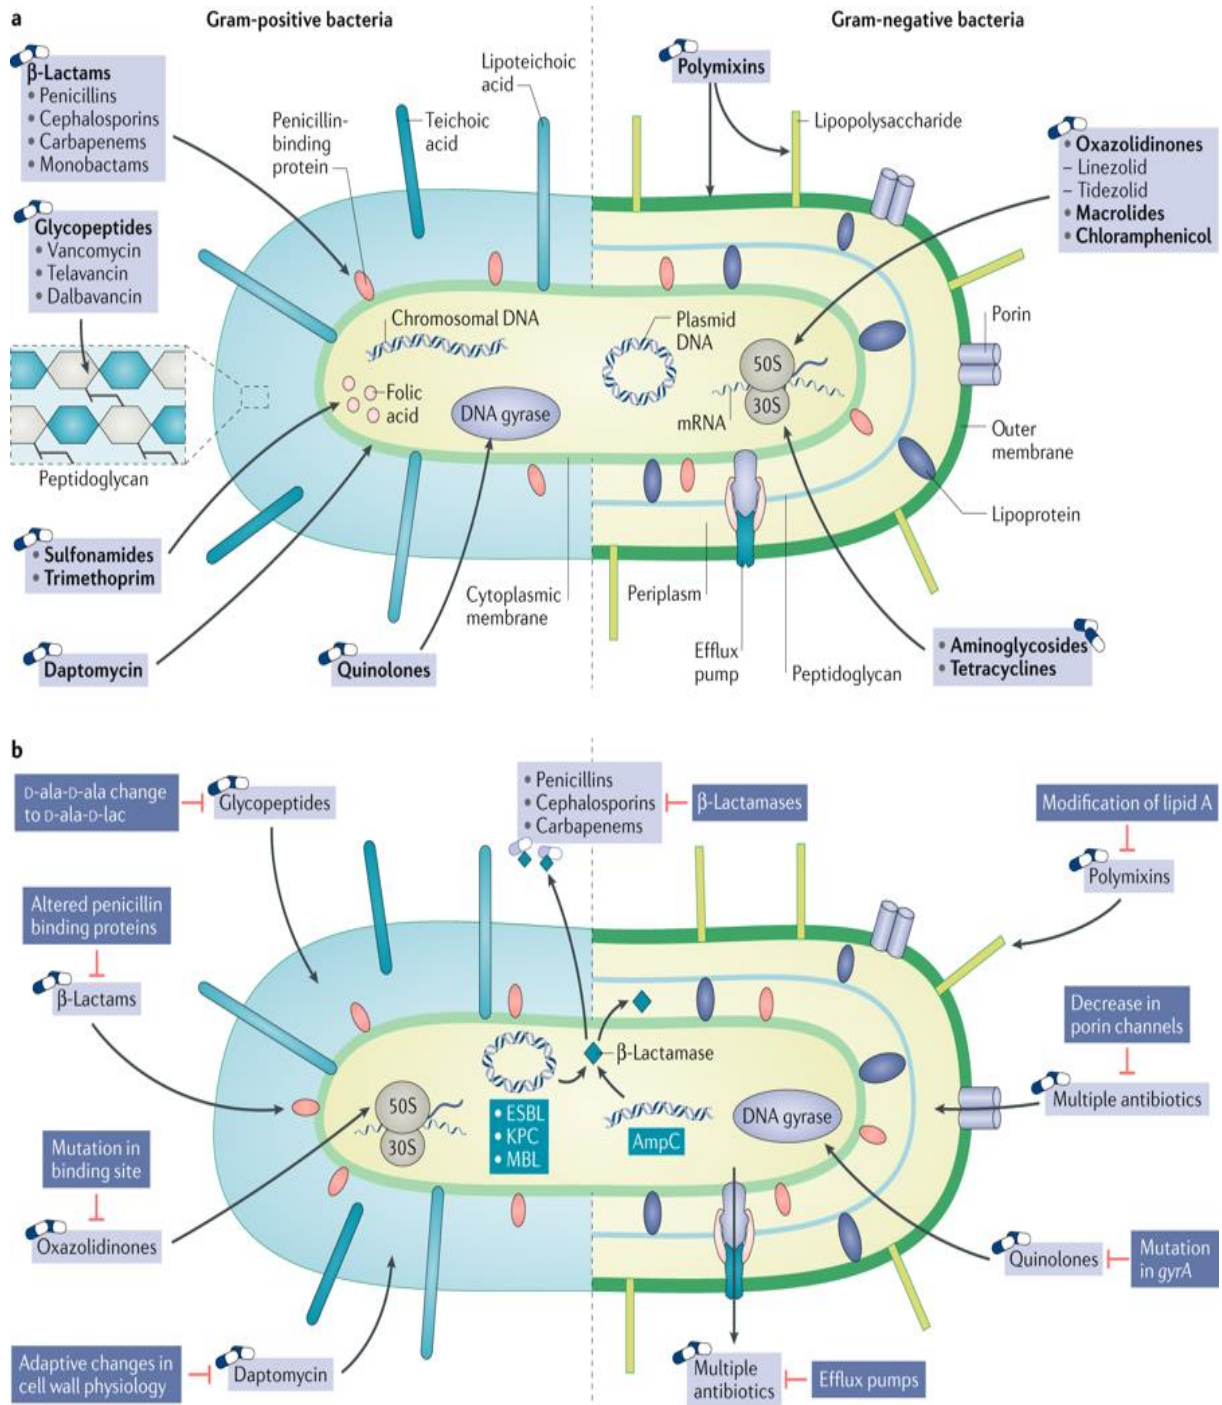 a
Gram-positive bacteria
Gram-negative bacteria
β-Lactams
• Penicillins
• Cephalosporins
• Carbapenems
• Monobactams
Glycopeptides
• Vancomycin
• Telavancin
• Dalbavancin
Peptidoglycan
• Sulfonamides
• Trimethoprim
Daptomycin
Quinolones
Penicillin-
binding
protein
Teichoic
acid
Lipoteichoic
acid
Chromosomal DNA
Folic
acid
DNA gyrase
Cytoplasmic
membrane
Polymixins
Lipopolysaccharide
• Oxazolidinones
– Linezolid
– Tidezolid
• Macrolides
• Chloramphenicol
Plasmid
DNA
50S
30S
mRNA
Porin
Outer
membrane
Lipoprotein
Periplasm
Efflux
pump
Peptidoglycan
• Aminoglycosides
• Tetracyclines
b
D-ala-D-ala change
to D-ala-D-lac
Glycopeptides
• Penicillins
• Cephalosporins
• Carbapenems
β-Lactamases
Modification of lipid A
Polymixins
Altered penicillin
binding proteins
β-Lactams
Decrease in
porin channels
Multiple antibiotics
β-Lactamase
50S
30S
• ESBL
• KPC
• MBL
AmpC
DNA gyrase
Mutation in
binding site
Oxazolidinones
Quinolones
Mutation
in gyrA
Adaptive changes in
cell wall physiology
Daptomycin
Multiple
antibiotics
Efflux pumps